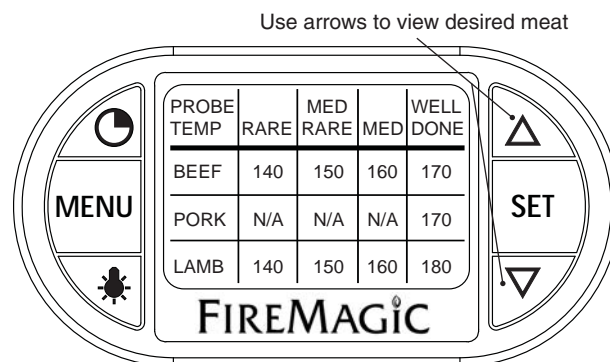 Use arrows to view desired meat
PROBE TEMP RARE MED RARE MED WELL DONE
BEEF 140 150 160 170
MENU
PORK N/A N/A N/A 170
SET
LAMB 140 150 160 180
FIREMAGIC